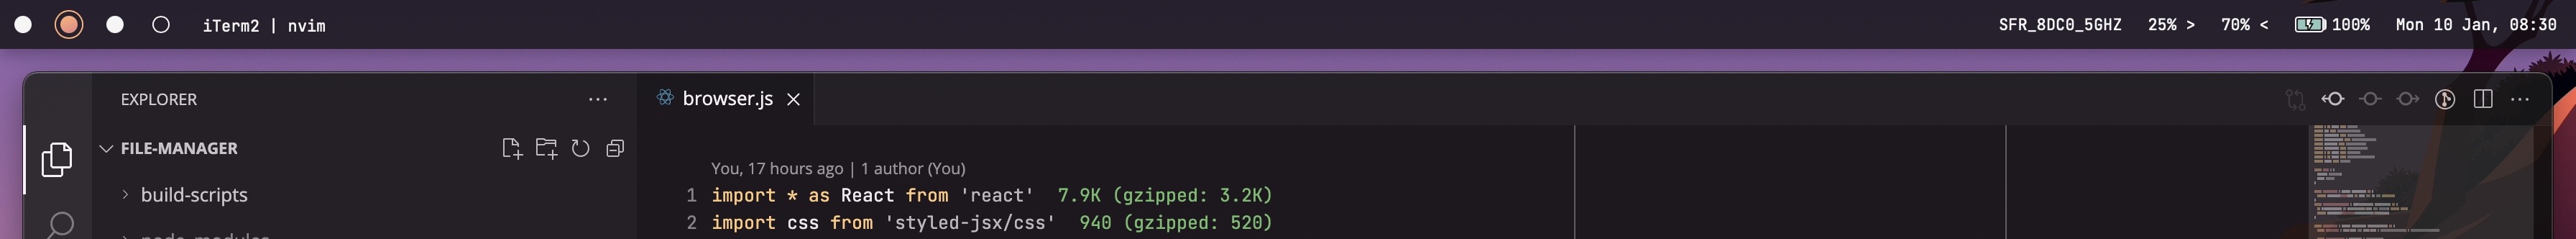 iTerm2 | nvim
SFR_8DC0_5GHZ 25% > 70% < 100% Mon 10 Jan, 08:30
EXPLORER ...
browser.js
FILE-MANAGER
build-scripts
node_modules
You, 17 hours ago | 1 author (You)
1 import * as React from 'react' 7.9K (gzipped: 3.2K)
2 import css from 'styled-jsx/css' 940 (gzipped: 520)